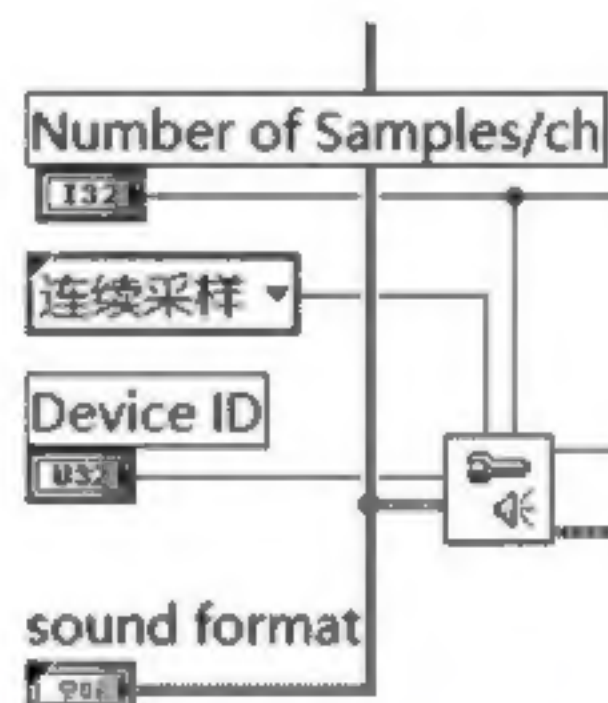 Number of Samples/ch
I32
连续采样
Device ID
U32
sound format